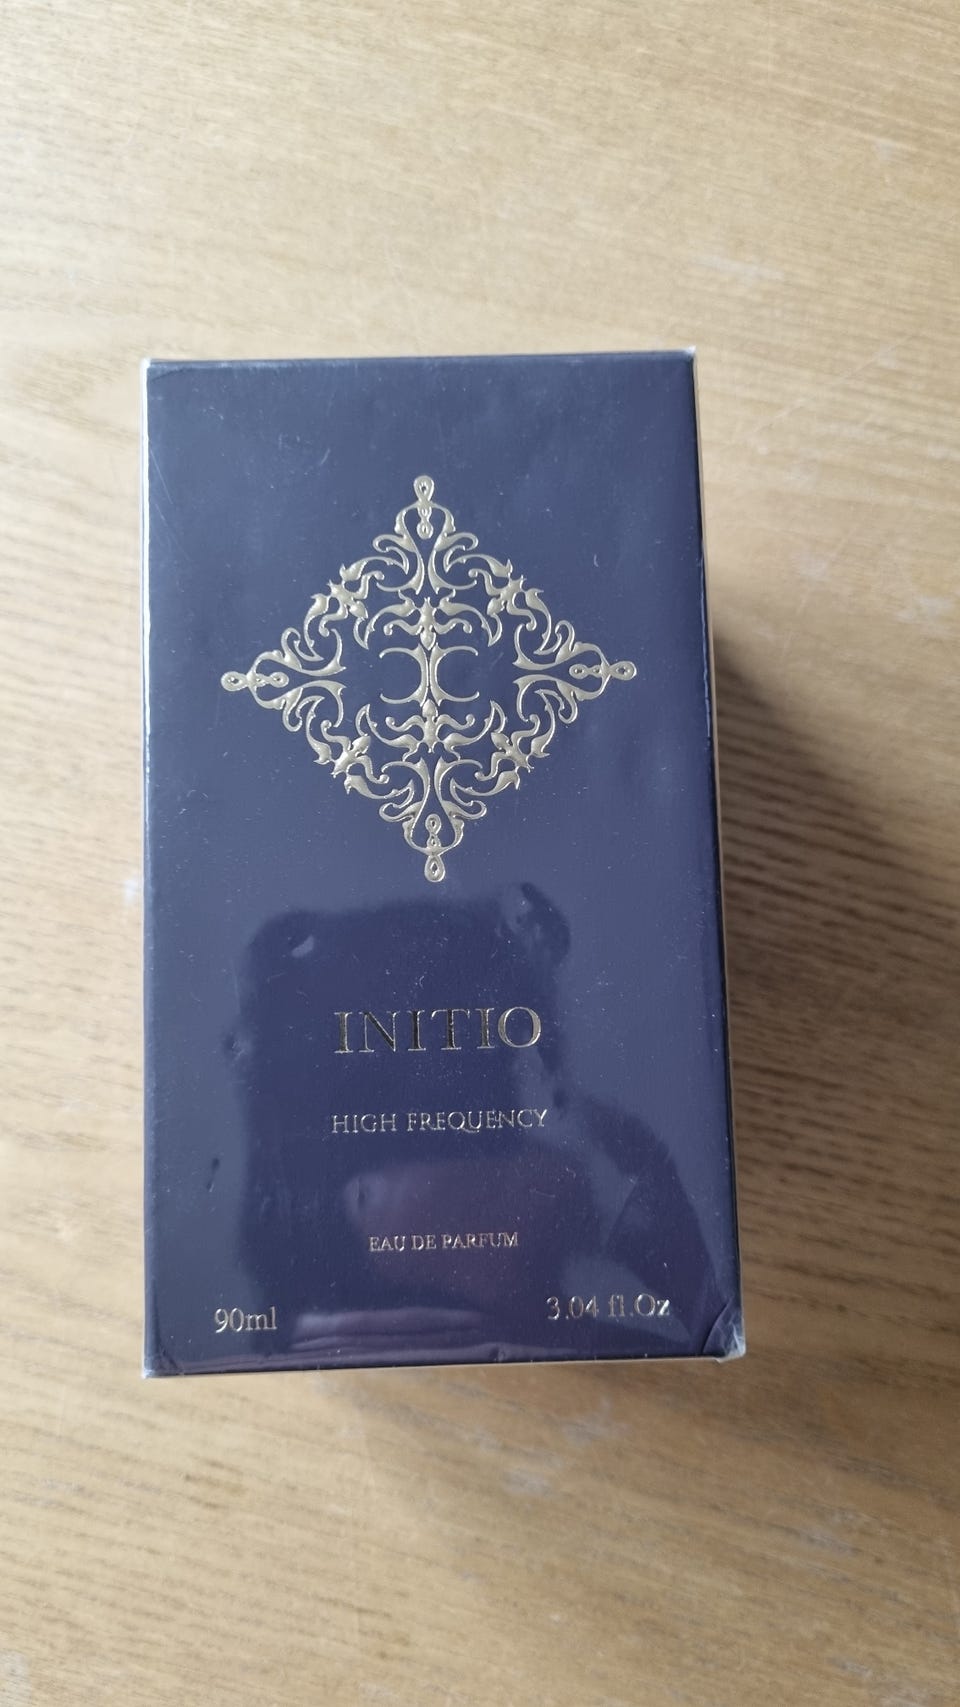 INITIO
HIGH FREQUENCY
EAU DE PARFUM
90ml
3.04 fl.Oz